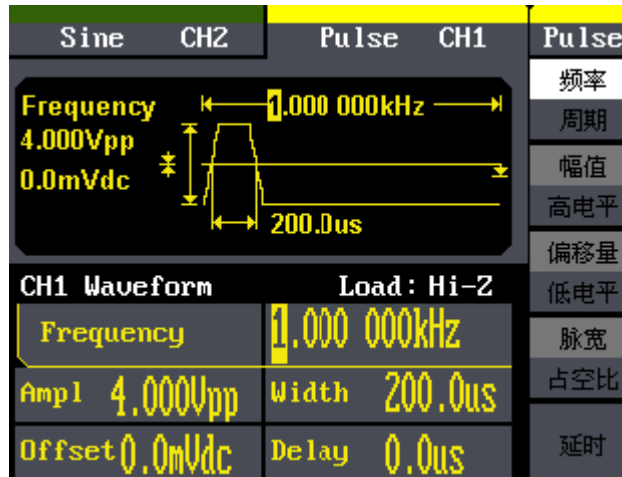 Sine CH2 Pulse CH1 Pulse
Frequency 1.000 000kHz
4.000Vpp
0.0mVdc
200.0us
CH1 Waveform Load: Hi-Z
Frequency 1.000 000kHz
Ampl 4.000Vpp Width 200.0us
Offset 0.0mVdc Delay 0.0us
频率
周期
幅值
高电平
偏移量
低电平
脉宽
占空比
延时